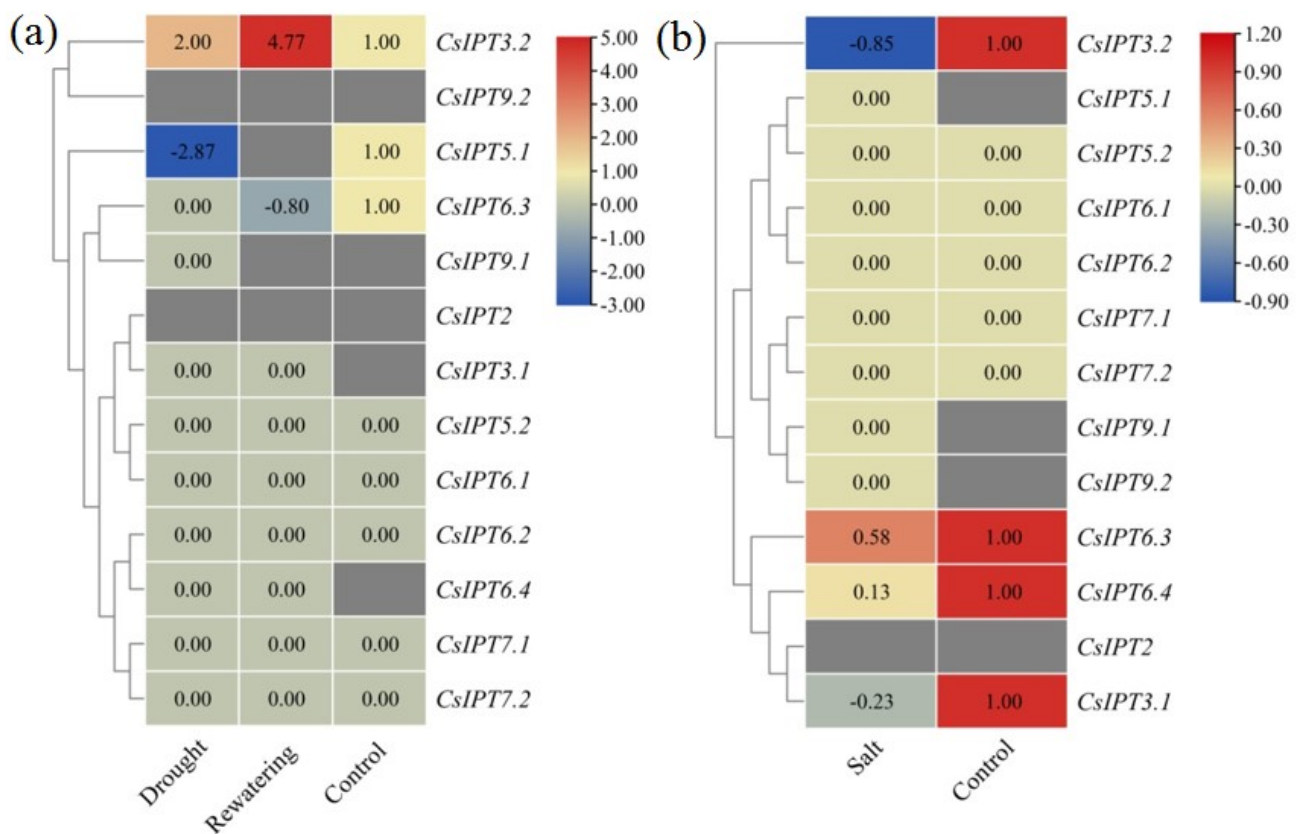 (a)
2.00 4.77 1.00 CsIPT3.2
CsIPT9.2
-2.87 1.00 CsIPT5.1
0.00 -0.80 1.00 CsIPT6.3
0.00 CsIPT9.1
CsIPT2
0.00 0.00 CsIPT3.1
0.00 0.00 0.00 CsIPT5.2
0.00 0.00 0.00 CsIPT6.1
0.00 0.00 0.00 CsIPT6.2
0.00 0.00 CsIPT6.4
0.00 0.00 0.00 CsIPT7.1
0.00 0.00 0.00 CsIPT7.2
Drought Rewatering Control
5.00
4.00
3.00
2.00
1.00
0.00
-1.00
-2.00
-3.00
(b)
-0.85 1.00 CsIPT3.2
0.00 CsIPT5.1
0.00 0.00 CsIPT5.2
0.00 0.00 CsIPT6.1
0.00 0.00 CsIPT6.2
0.00 0.00 CsIPT7.1
0.00 0.00 CsIPT7.2
0.00 CsIPT9.1
0.00 CsIPT9.2
0.58 1.00 CsIPT6.3
0.13 1.00 CsIPT6.4
CsIPT2
-0.23 1.00 CsIPT3.1
Salt Control
1.20
0.90
0.60
0.30
0.00
-0.30
-0.60
-0.90